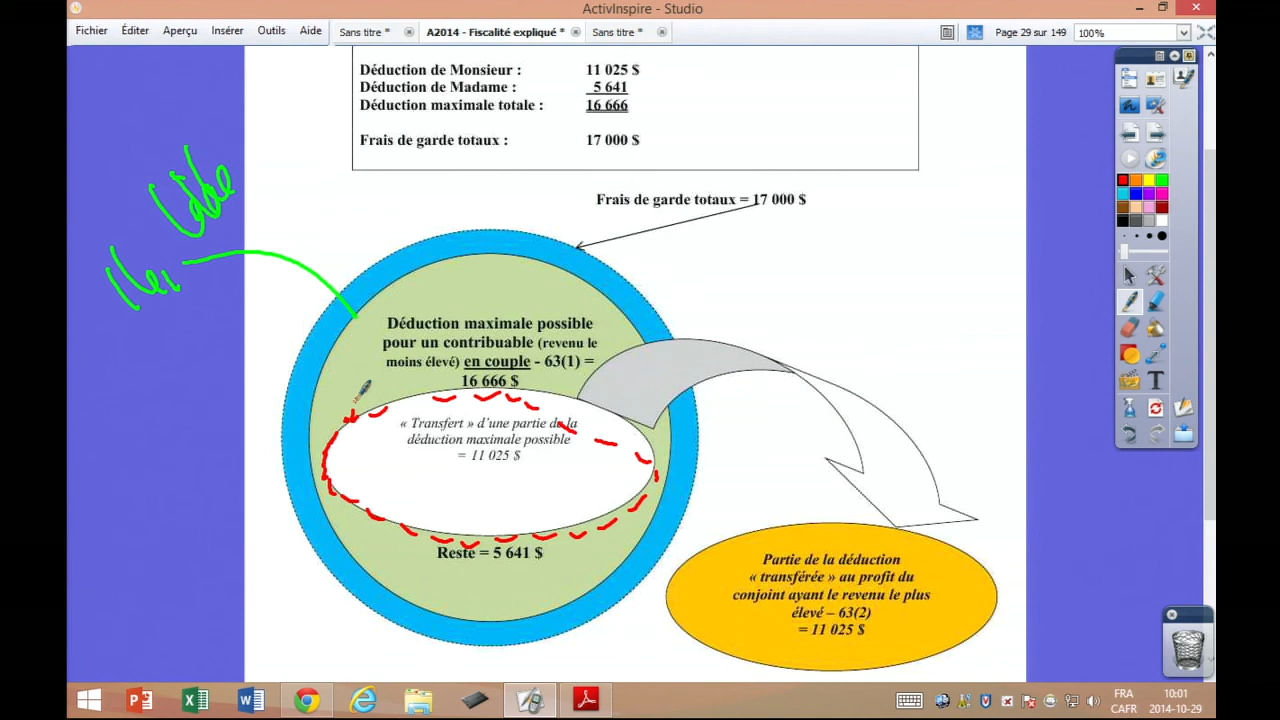 ActivInspire - Studio
Fichier Éditer Aperçu Insérer Outils Aide
Sans titre * A2014 - Fiscalité expliqué * Sans titre *
Page 29 sur 149 100%
Déduction de Monsieur : 11 025 $
Déduction de Madame : 5 641
Déduction maximale totale : 16 666
Frais de garde totaux : 17 000 $
Frais de garde totaux = 17 000 $
Déduction maximale possible
pour un contribuable (revenu le
moins élevé) en couple - 63(1) =
16 666 $
« Transfert » d'une partie de la
déduction maximale possible
= 11 025 $
Reste = 5 641 $
Partie de la déduction
« transférée » au profit du
conjoint ayant le revenu le plus
élevé – 63(2)
= 11 025 $
FRA 10:01
CAFR 2014-10-29